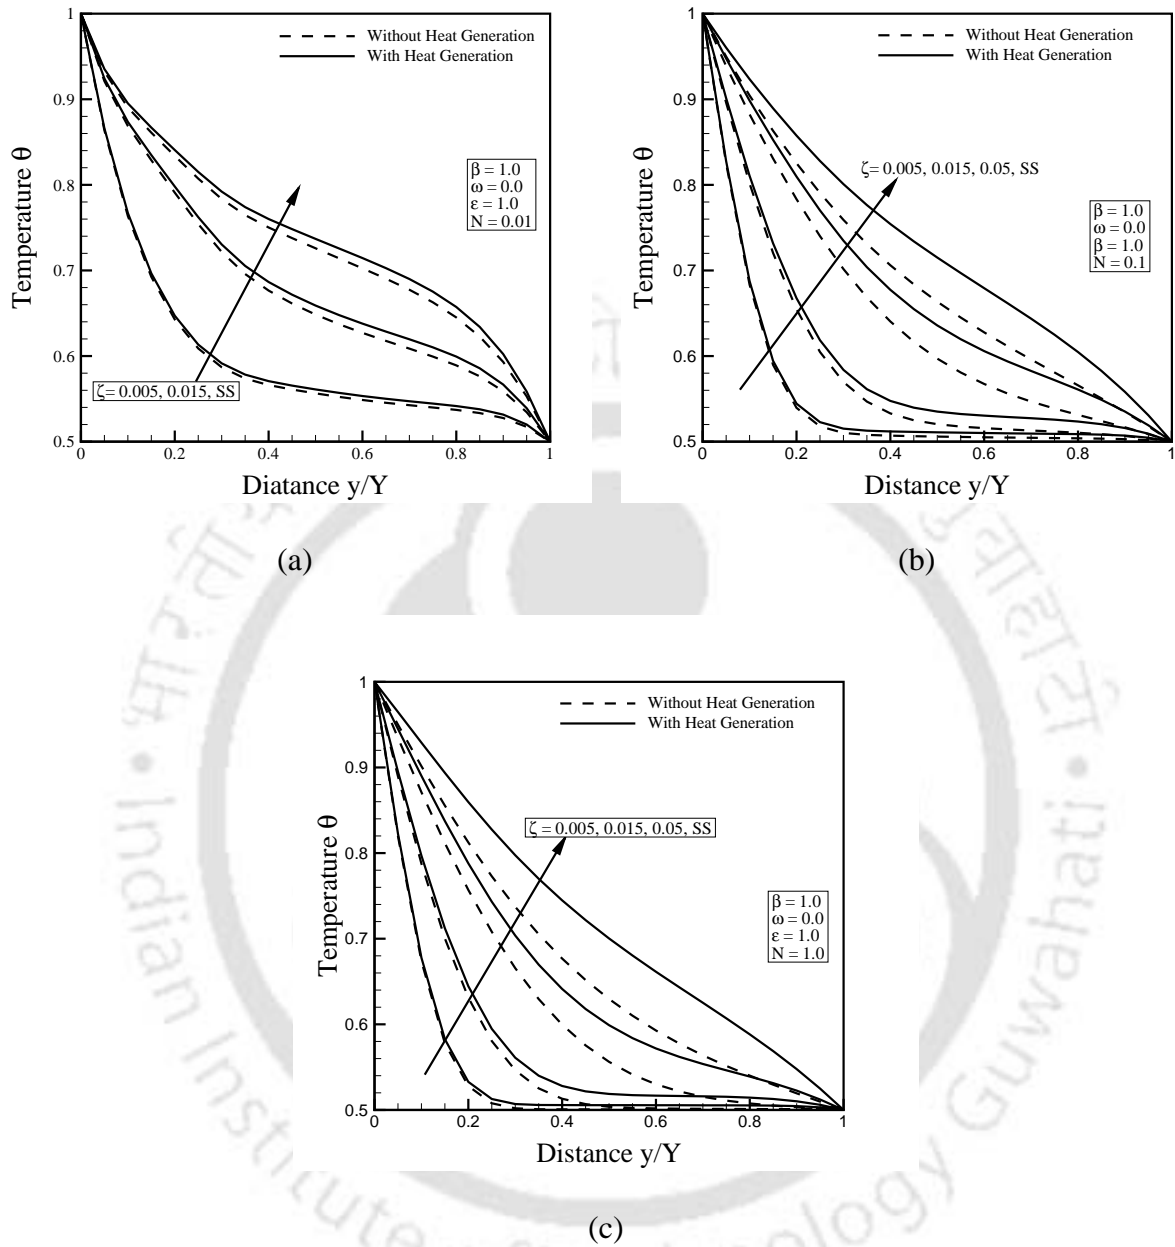 1
0.9
0.8
0.7
0.6
0.5
0
0.2
0.4
0.6
0.8
1
Temperature θ
Diatance y/Y
Without Heat Generation
With Heat Generation
β = 1.0
ω = 0.0
ε = 1.0
N = 0.01
ζ= 0.005, 0.015, SS
(a)
1
0.9
0.8
0.7
0.6
0.5
0
0.2
0.4
0.6
0.8
1
Temperature θ
Distance y/Y
Without Heat Generation
With Heat Generation
ζ= 0.005, 0.015, 0.05, SS
β = 1.0
ω = 0.0
β = 1.0
N = 0.1
(b)
1
0.9
0.8
0.7
0.6
0.5
0
0.2
0.4
0.6
0.8
1
Temperature θ
Distance y/Y
Without Heat Generation
With Heat Generation
ζ = 0.005, 0.015, 0.05, SS
β = 1.0
ω = 0.0
ε = 1.0
N = 1.0
(c)
Indian Institute of Technology Guwahati